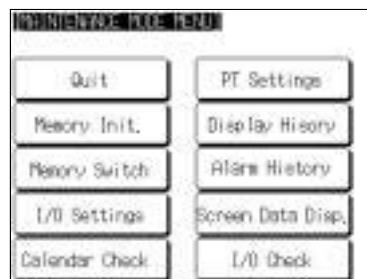 [MAINTENANCE MODE MENU]
Quit
PT Settings
Memory Init.
Display Hisory
Memory Switch
Alarm History
I/O Settings
Screen Data Disp.
Calendar Check
I/O Check